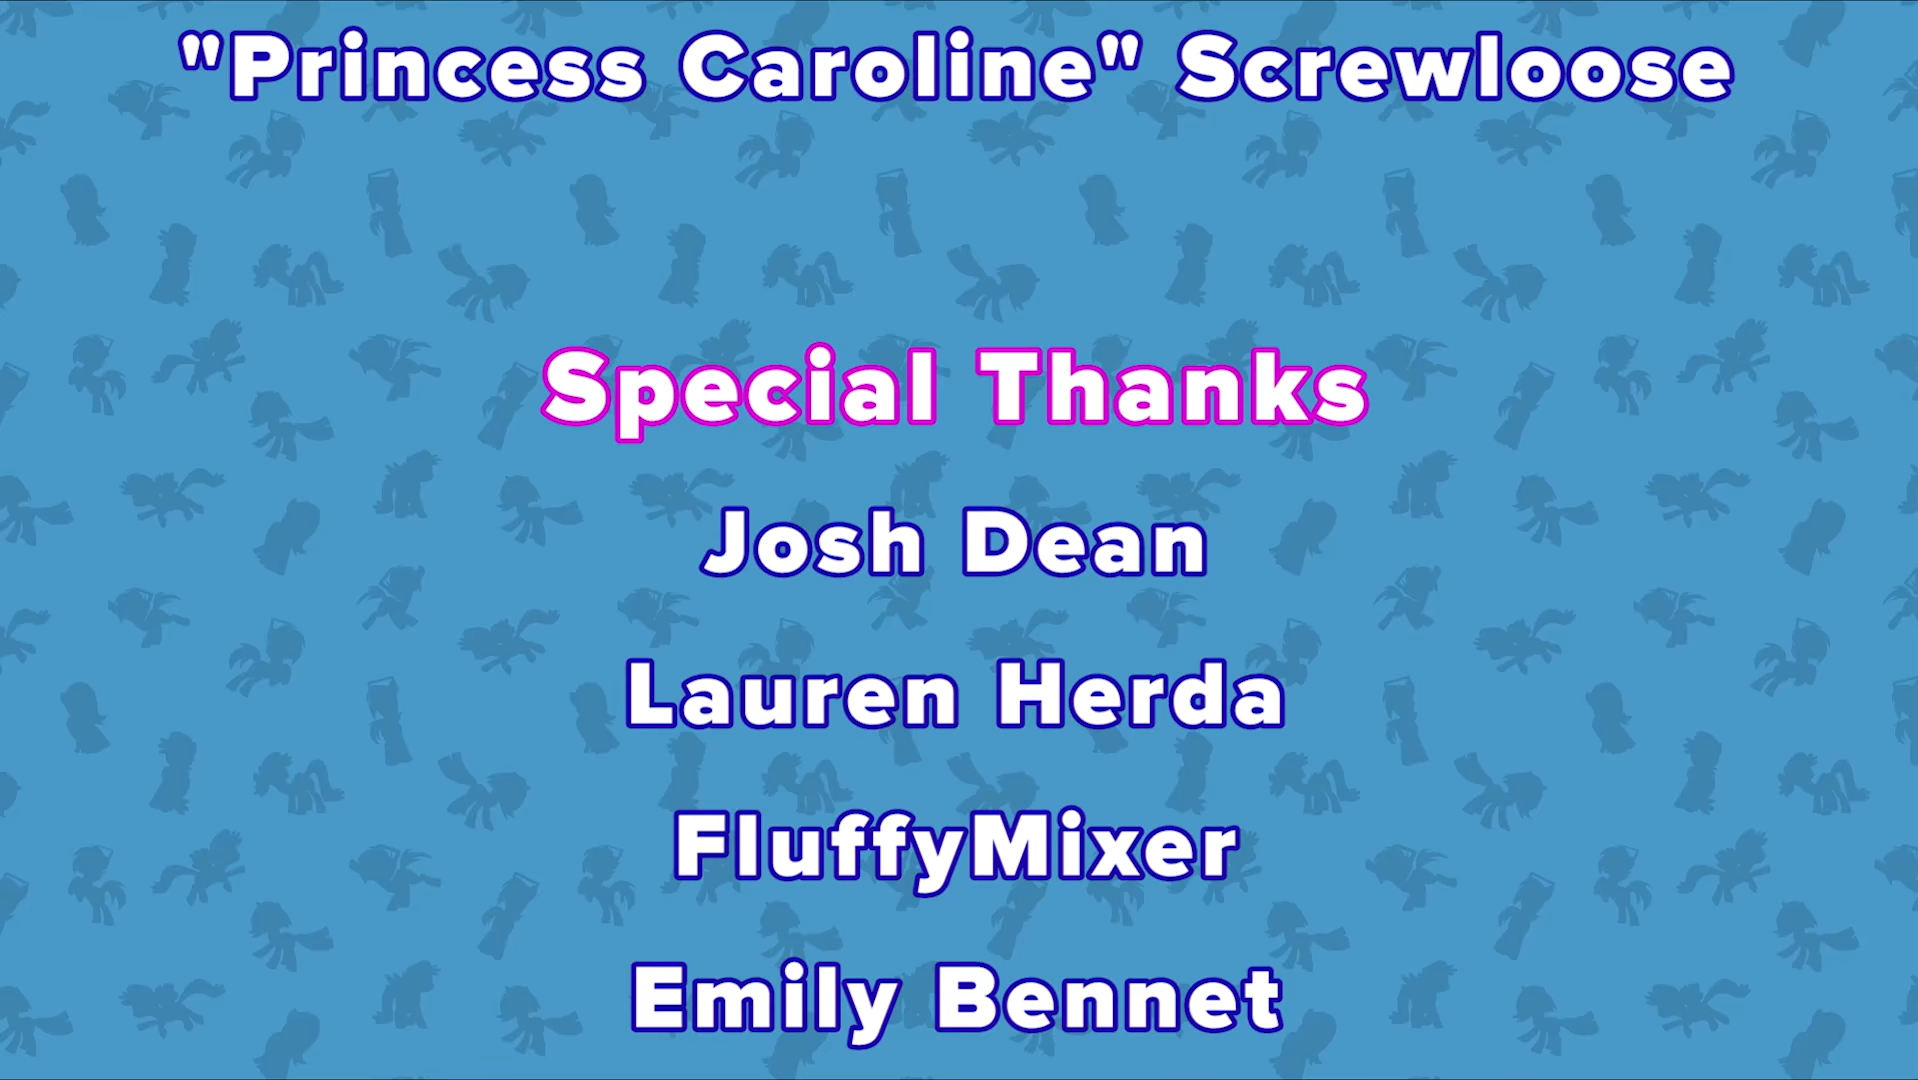 "Princess Caroline" Screwloose
Special Thanks
Josh Dean
Lauren Herda
FluffyMixer
Emily Bennet